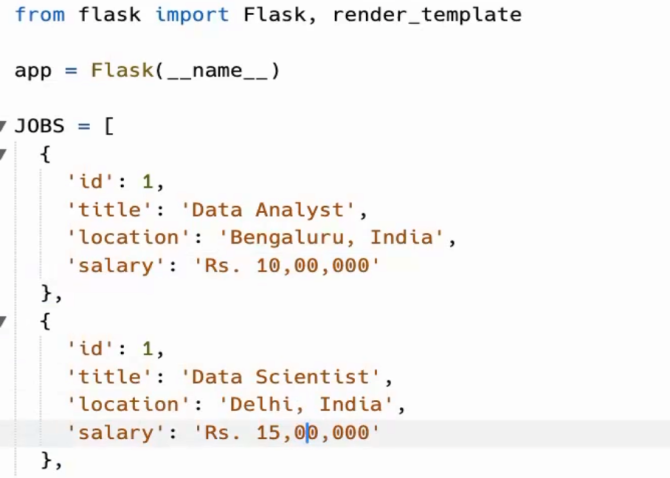 from flask import Flask, render_template
app = Flask(__name__)
JOBS = [
{
'id': 1,
'title': 'Data Analyst',
'location': 'Bengaluru, India',
'salary': 'Rs. 10,00,000'
},
{
'id': 1,
'title': 'Data Scientist',
'location': 'Delhi, India',
'salary': 'Rs. 15,00,000'
},